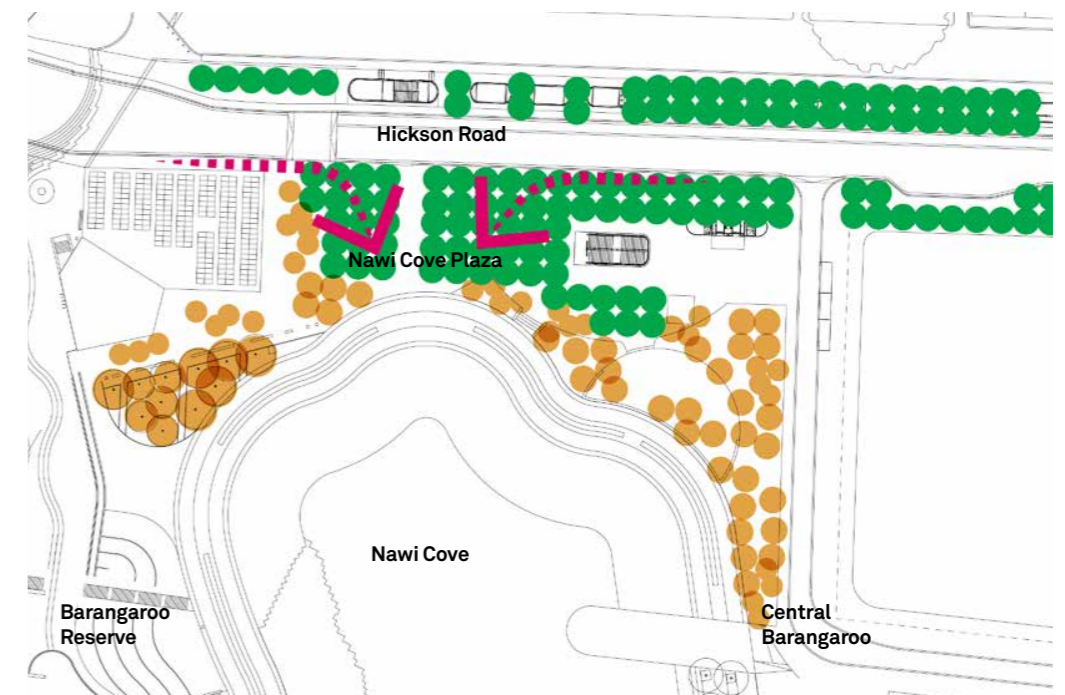 Hickson Road
Nawi Cove Plaza
Nawi Cove
Barangaroo
Reserve
Central
Barangaroo